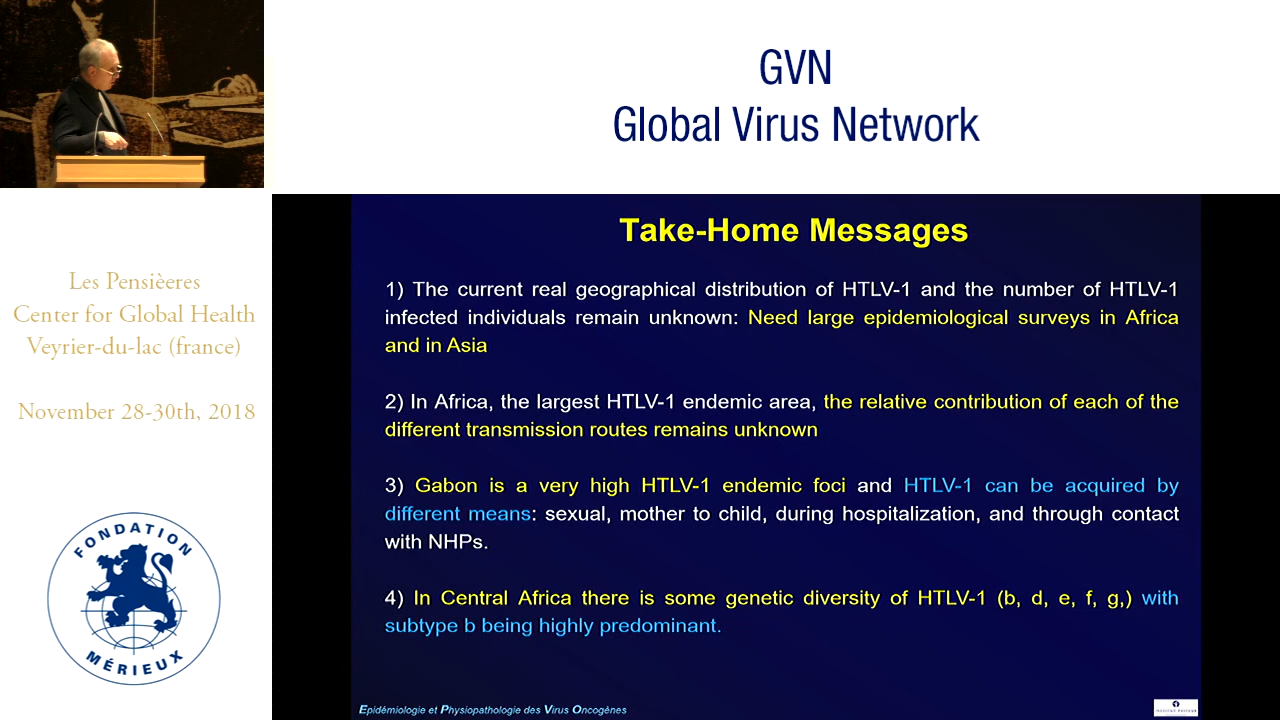 GVN
Global Virus Network
Les Pensièeres
Center for Global Health
Veyrier-du-lac (france)
November 28-30th, 2018
FONDATION
MÉRIEUX
Take-Home Messages
1) The current real geographical distribution of HTLV-1 and the number of HTLV-1
infected individuals remain unknown: Need large epidemiological surveys in Africa
and in Asia
2) In Africa, the largest HTLV-1 endemic area, the relative contribution of each of the
different transmission routes remains unknown
3) Gabon is a very high HTLV-1 endemic foci and HTLV-1 can be acquired by
different means: sexual, mother to child, during hospitalization, and through contact
with NHPs.
4) In Central Africa there is some genetic diversity of HTLV-1 (b, d, e, f, g,) with
subtype b being highly predominant.
Epidémiologie et Physiopathologie des Virus Oncogènes
INSTITUT PASTEUR